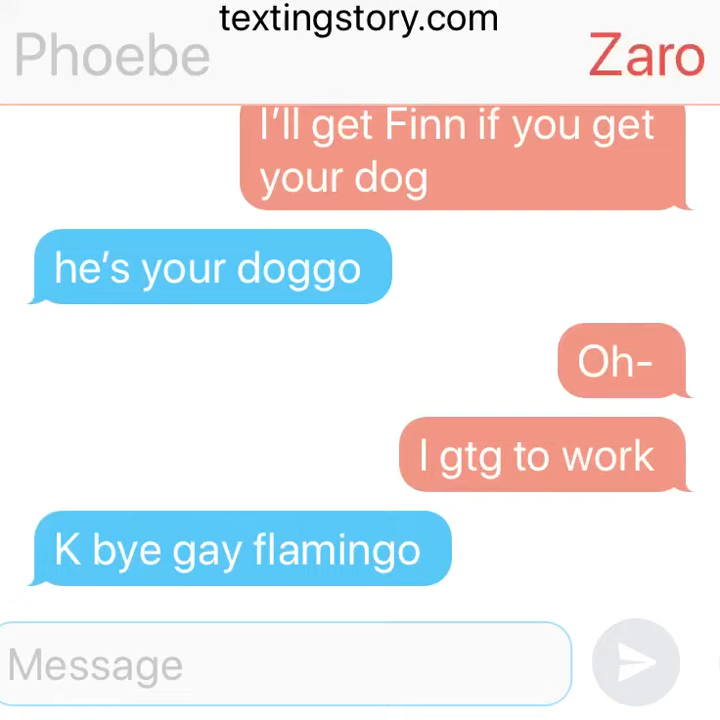 textingstory.com
Phoebe
Zaro
I’ll get Finn if you get
your dog
he’s your doggo
Oh-
I gtg to work
K bye gay flamingo
Message